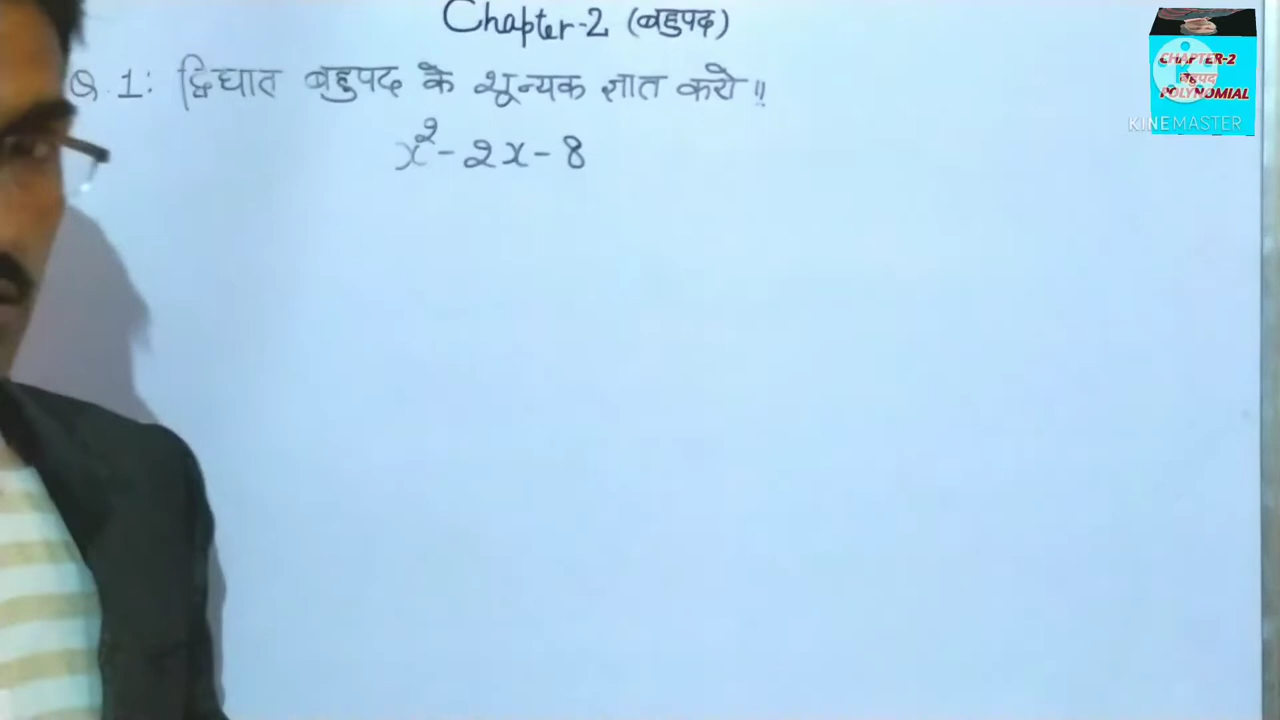 Chapter-2 (बहुपद)
Q.1: द्विघात बहुपद के शून्यक ज्ञात करो !!
x² - 2x - 8
CHAPTER-2
बहुपद
POLYNOMIAL
KINEMASTER